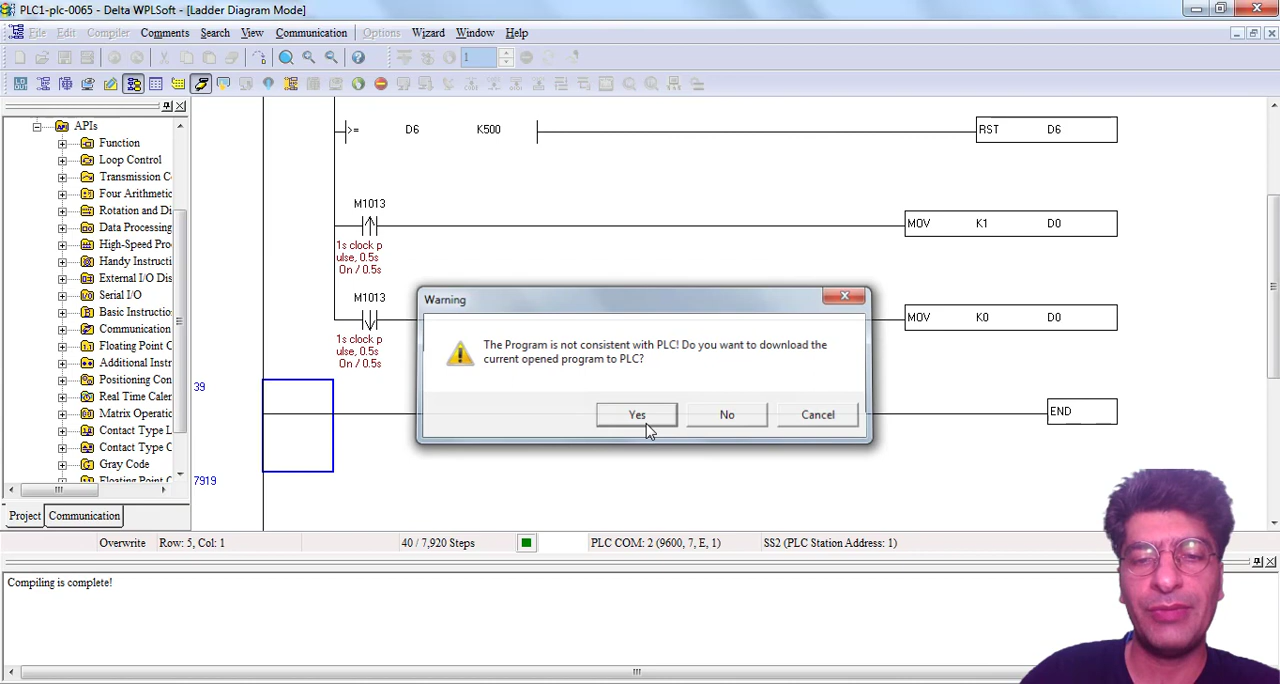 PLC1-plc-0065 - Delta WPLSoft - [Ladder Diagram Mode]
File Edit Compiler Comments Search View Communication Options Wizard Window Help
1
APIs
Function
Loop Control
Transmission C
Four Arithmetic
Rotation and Di
Data Processing
High-Speed Pro
Handy Instructi
External I/O Dis
Serial I/O
Basic Instruction
Communication
Floating Point C
Additional Instr
Positioning Con
Real Time Caler
Matrix Operatio
Contact Type L
Contact Type C
Gray Code
Floating Point C
Project Communication
>= D6 K500 RST D6
M1013
MOV K1 D0
1s clock p
ulse, 0.5s
On / 0.5s
M1013
MOV K0 D0
1s clock p
ulse, 0.5s
On / 0.5s
39
END
7919
Warning
The Program is not consistent with PLC! Do you want to download the
current opened program to PLC?
Yes No Cancel
Overwrite Row: 5, Col: 1 40 / 7,920 Steps PLC COM: 2 (9600, 7, E, 1) SS2 (PLC Station Address: 1)
Compiling is complete!